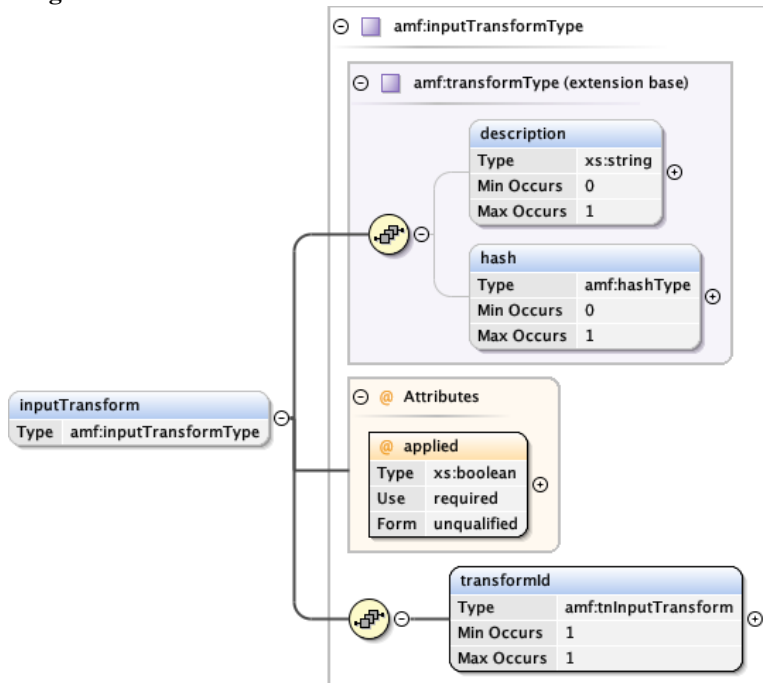 amf:inputTransformType
amf:transformType (extension base)
description
Type xs:string
Min Occurs 0
Max Occurs 1
hash
Type amf:hashType
Min Occurs 0
Max Occurs 1
inputTransform
Type amf:inputTransformType
@ Attributes
@ applied
Type xs:boolean
Use required
Form unqualified
transformId
Type amf:tnInputTransform
Min Occurs 1
Max Occurs 1